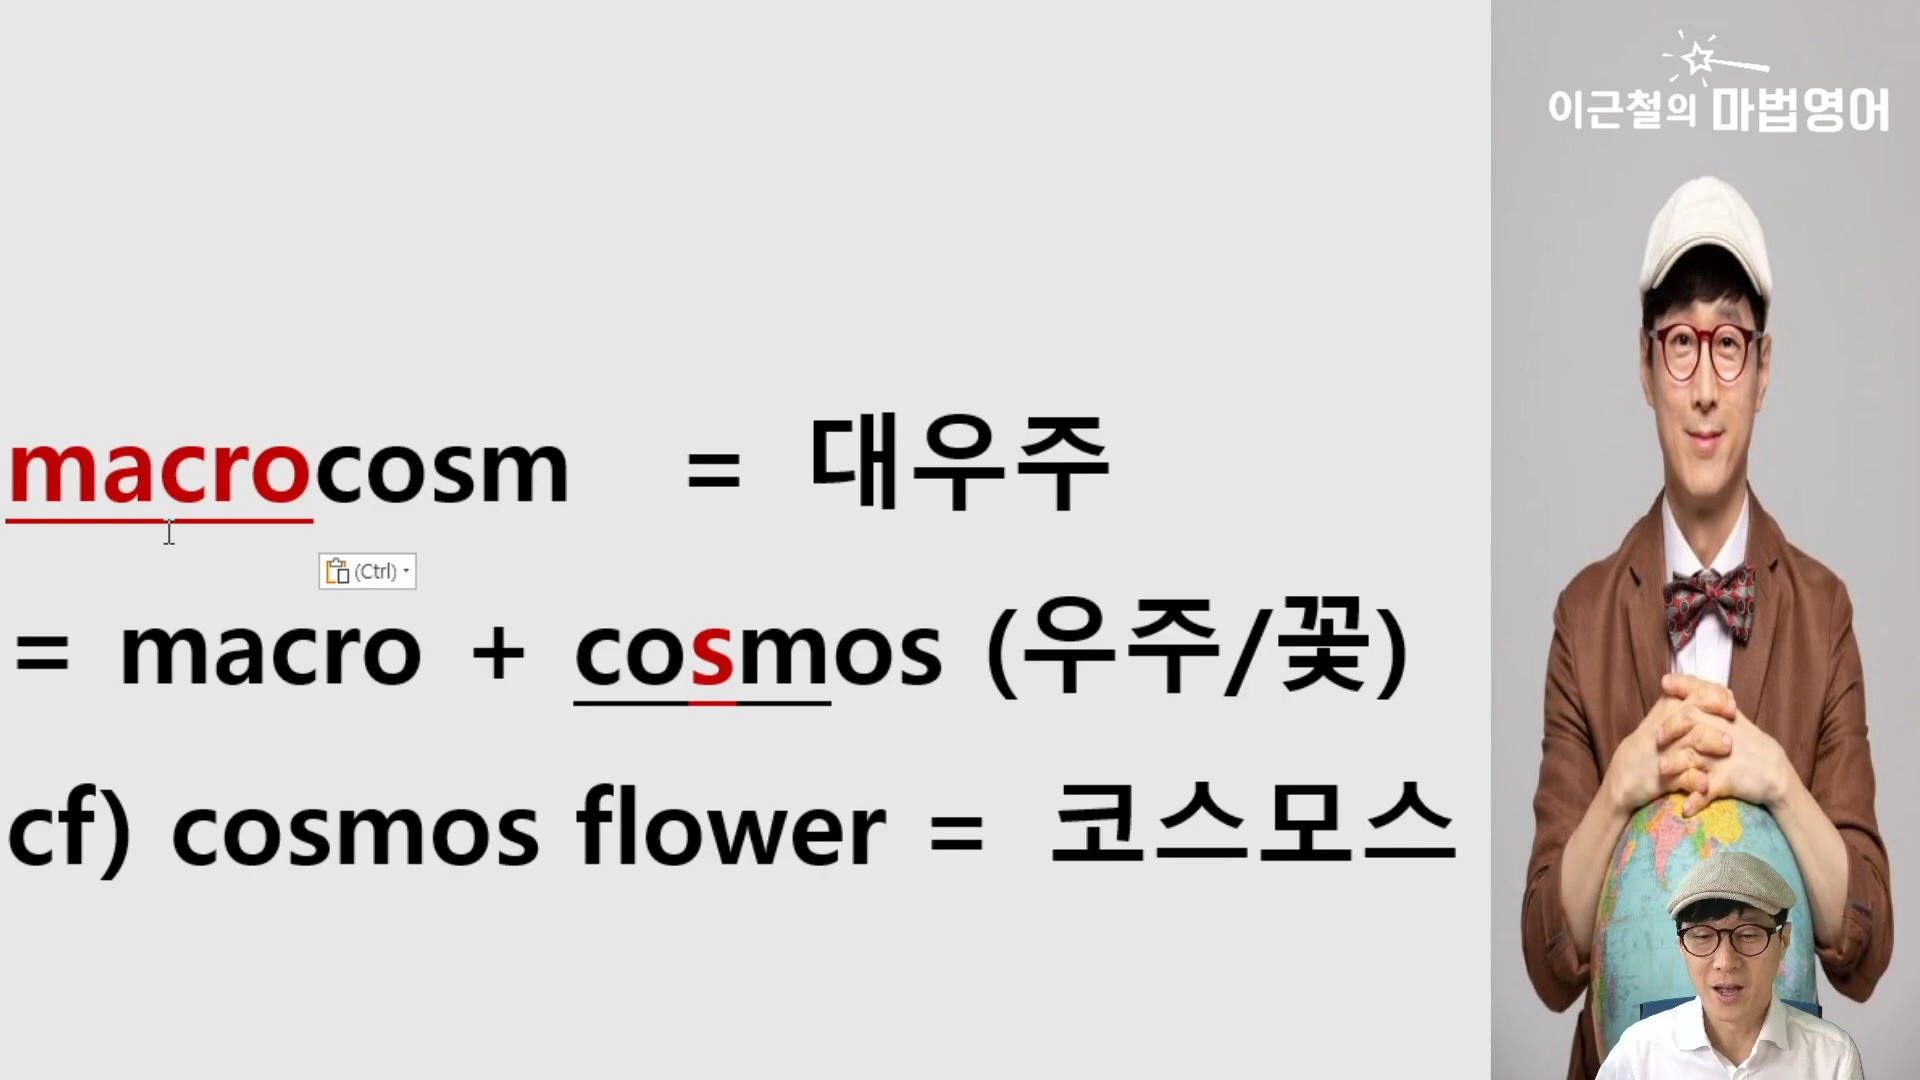 이근철의 마법영어
macrocosm = 대우주
(Ctrl)
= macro + cosmos (우주/꽃)
cf) cosmos flower = 코스모스